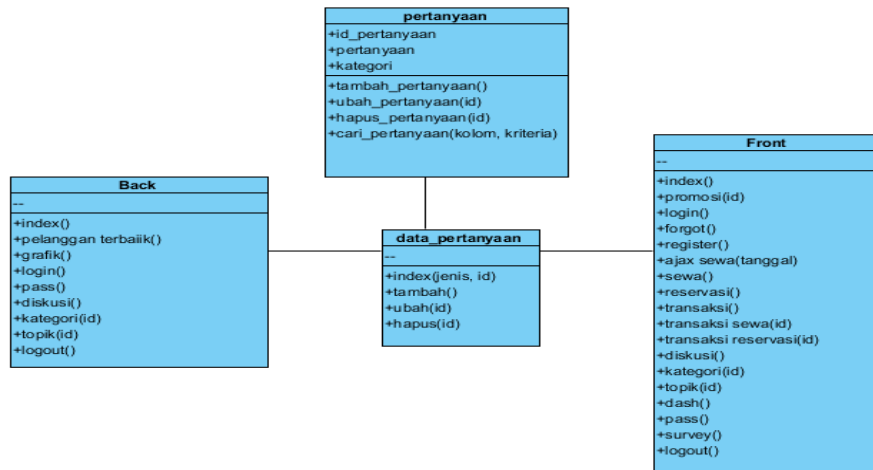 pertanyaan
+id_pertanyaan
+pertanyaan
+kategori
+tambah_pertanyaan()
+ubah_pertanyaan(id)
+hapus_pertanyaan(id)
+cari_pertanyaan(kolom, kriteria)
Back
--
+index()
+pelanggan terbaiik()
+grafik()
+login()
+pass()
+diskusi()
+kategori(id)
+topik(id)
+logout()
data_pertanyaan
--
+index(jenis, id)
+tambah()
+ubah(id)
+hapus(id)
Front
--
+index()
+promosi(id)
+login()
+forgot()
+register()
+ajax sewa(tanggal)
+sewa()
+reservasi()
+transaksi()
+transaksi sewa(id)
+transaksi reservasi(id)
+diskusi()
+kategori(id)
+topik(id)
+dash()
+pass()
+survey()
+logout()